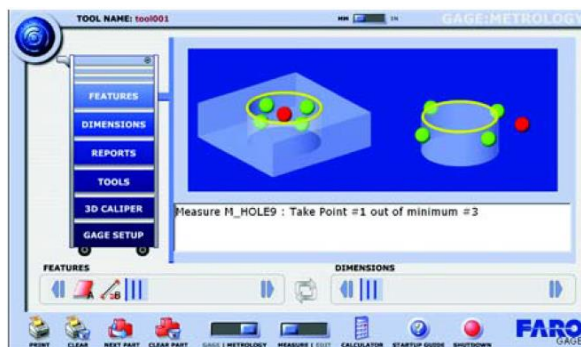 TOOL NAME: tool001
MM
IN
GAGE:METROLOGY
FEATURES
DIMENSIONS
REPORTS
TOOLS
3D CALIPER
GAGE SETUP
Measure M_HOLE9 : Take Point #1 out of minimum #3
FEATURES
DIMENSIONS
A
B
PRINT
CLEAR
NEXT PART
CLEAR PART
GAGE | METROLOGY
MEASURE | EDIT
CALCULATOR
STARTUP GUIDE
SHUTDOWN
FARO
GAGE